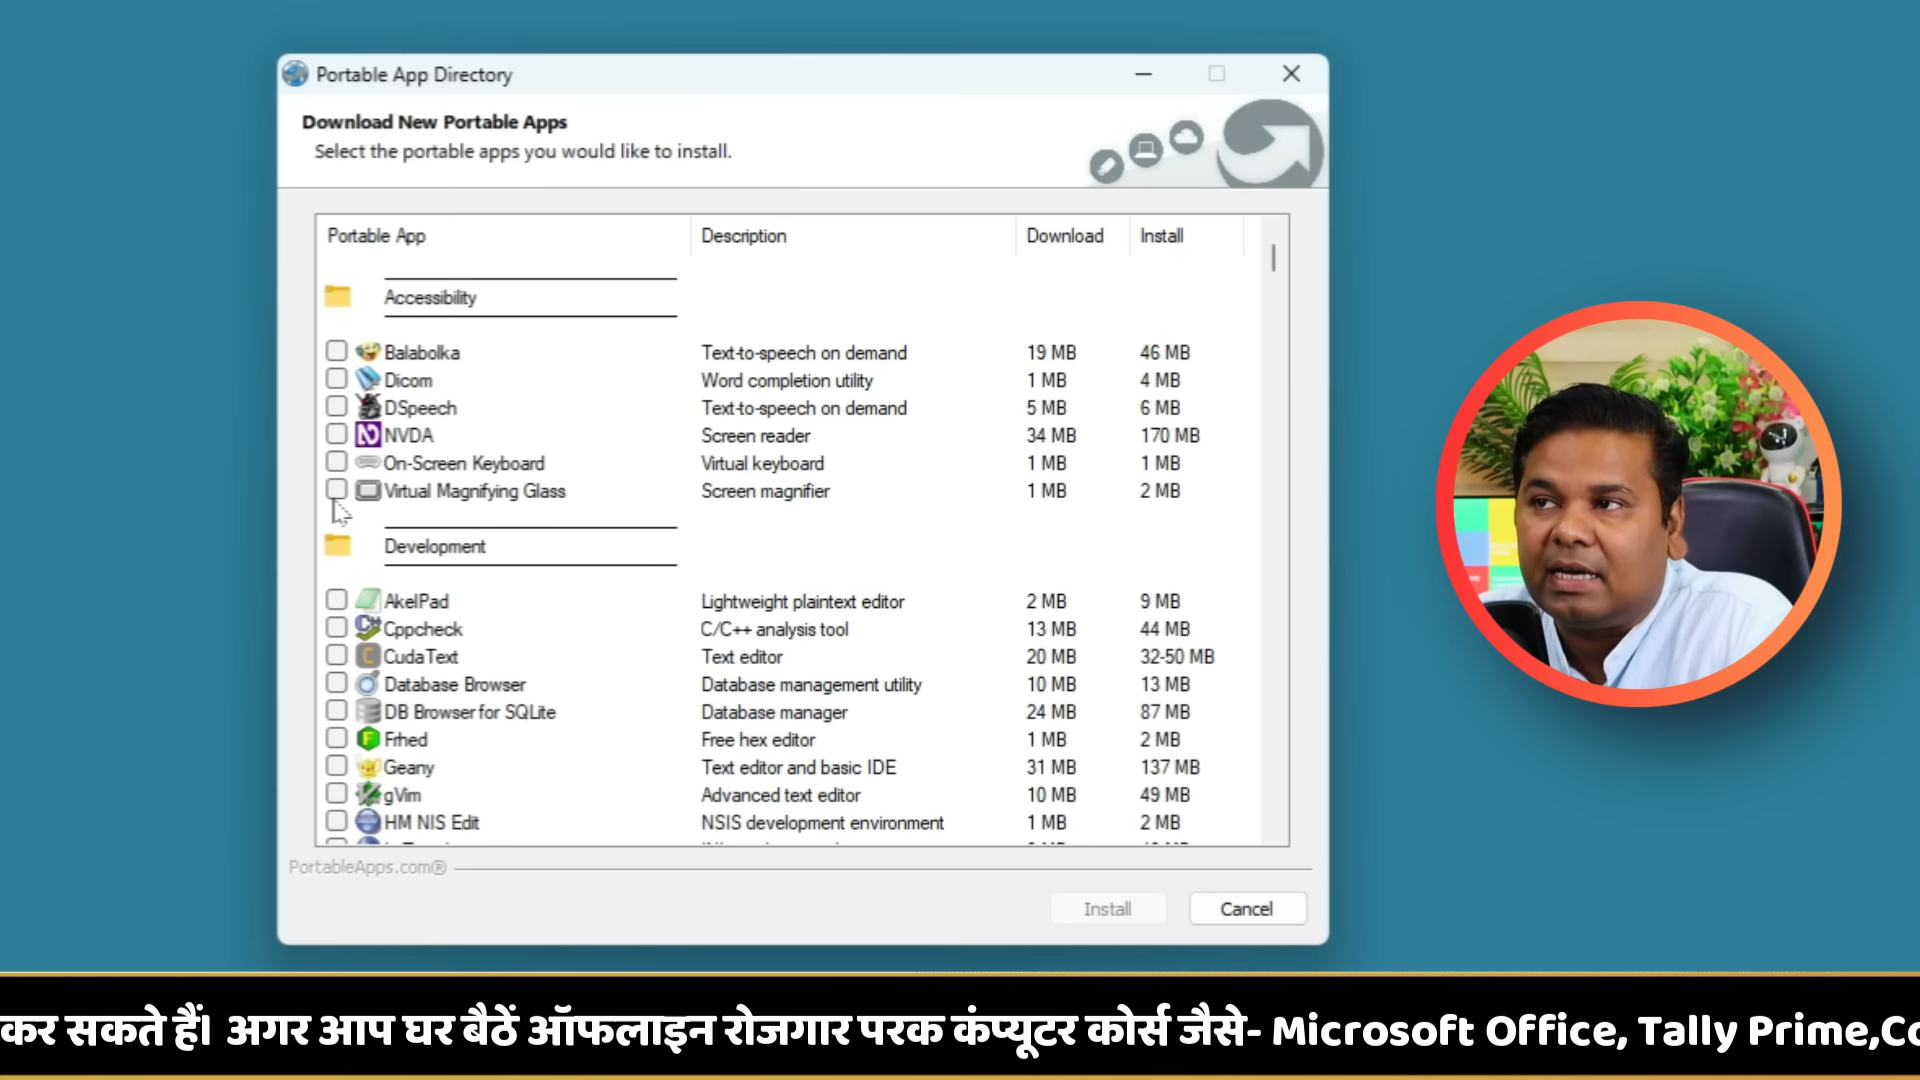 Portable App Directory
Download New Portable Apps
Select the portable apps you would like to install.
Portable App Description Download Install
Accessibility
Balabolka Text-to-speech on demand 19 MB 46 MB
Dicom Word completion utility 1 MB 4 MB
DSpeech Text-to-speech on demand 5 MB 6 MB
NVDA Screen reader 34 MB 170 MB
On-Screen Keyboard Virtual keyboard 1 MB 1 MB
Virtual Magnifying Glass Screen magnifier 1 MB 2 MB
Development
AkelPad Lightweight plaintext editor 2 MB 9 MB
Cppcheck C/C++ analysis tool 13 MB 44 MB
CudaText Text editor 20 MB 32-50 MB
Database Browser Database management utility 10 MB 13 MB
DB Browser for SQLite Database manager 24 MB 87 MB
Frhed Free hex editor 1 MB 2 MB
Geany Text editor and basic IDE 31 MB 137 MB
gVim Advanced text editor 10 MB 49 MB
HM NIS Edit NSIS development environment 1 MB 2 MB
PortableApps.com®
Install Cancel
कर सकते हैं। अगर आप घर बैठें ऑफलाइन रोजगार परक कंप्यूटर कोर्स जैसे- Microsoft Office, Tally Prime,Co